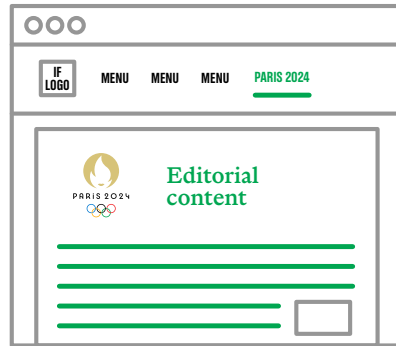 IF
LOGO
MENU MENU MENU PARIS 2024
Editorial
content
PARIS 2024